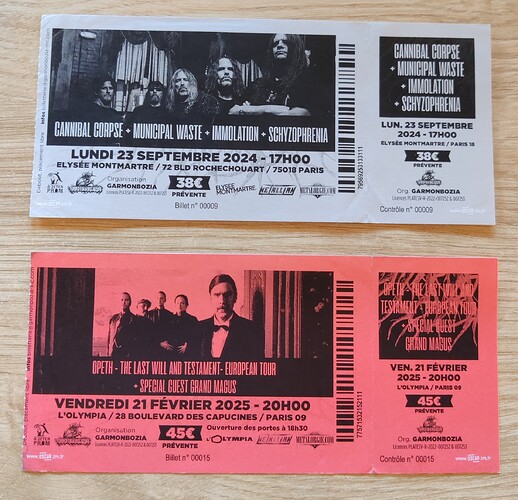 CANNIBAL CORPSE + MUNICIPAL WASTE + IMMOLATION + SCHYZOPHRENIA
LUNDI 23 SEPTEMBRE 2024 - 17H00
ELYSÉE MONTMARTRE / 72 BLD ROCHECHOUART / 75018 PARIS
Organisation
GARMONBOZIA
38€
PRÉVENTE
ELYSÉE
MONTMARTRE
METALLIAN
Billet n° 00009
CANNIBAL CORPSE
+ MUNICIPAL WASTE
+ IMMOLATION
+ SCHYZOPHRENIA
LUN. 23 SEPTEMBRE
2024 - 17H00
ELYSÉE MONTMARTRE / PARIS 18
38€
PRÉVENTE
Org. GARMONBOZIA
Contrôle n° 00009
OPETH - THE LAST WILL AND TESTAMENT- EUROPEAN TOUR
+ SPECIAL GUEST GRAND MAGUS
VENDREDI 21 FÉVRIER 2025 - 20H00
L'OLYMPIA / 28 BOULEVARD DES CAPUCINES / PARIS 09
Organisation
GARMONBOZIA
45€
PRÉVENTE
Ouverture des portes à 18h30
L'OLYMPIA
METALLIAN
Billet n° 00015
OPETH - THE LAST WILL AND
TESTAMENT - EUROPEAN TOUR
+ SPECIAL GUEST
GRAND MAGUS
VEN. 21 FÉVRIER
2025 - 20H00
L'OLYMPIA / PARIS 09
45€
PRÉVENTE
Org. GARMONBOZIA
Contrôle n° 00015